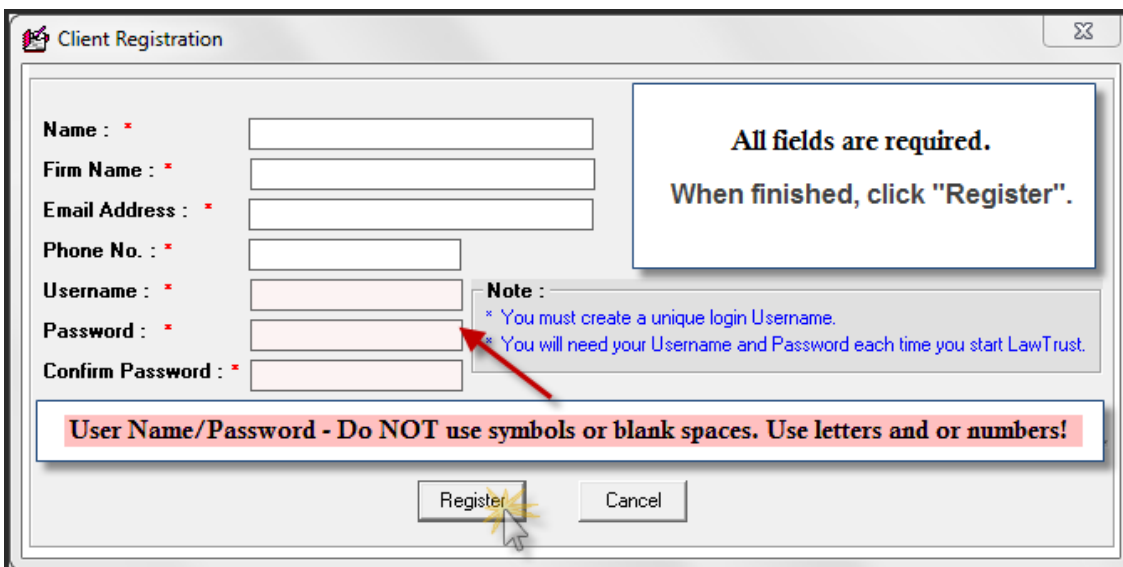 Client Registration
Name : *
Firm Name : *
Email Address : *
Phone No. : *
Username : *
Password : *
Confirm Password : *
All fields are required.
When finished, click "Register".
Note :
* You must create a unique login Username.
* You will need your Username and Password each time you start LawTrust.
User Name/Password - Do NOT use symbols or blank spaces. Use letters and or numbers!
Register
Cancel